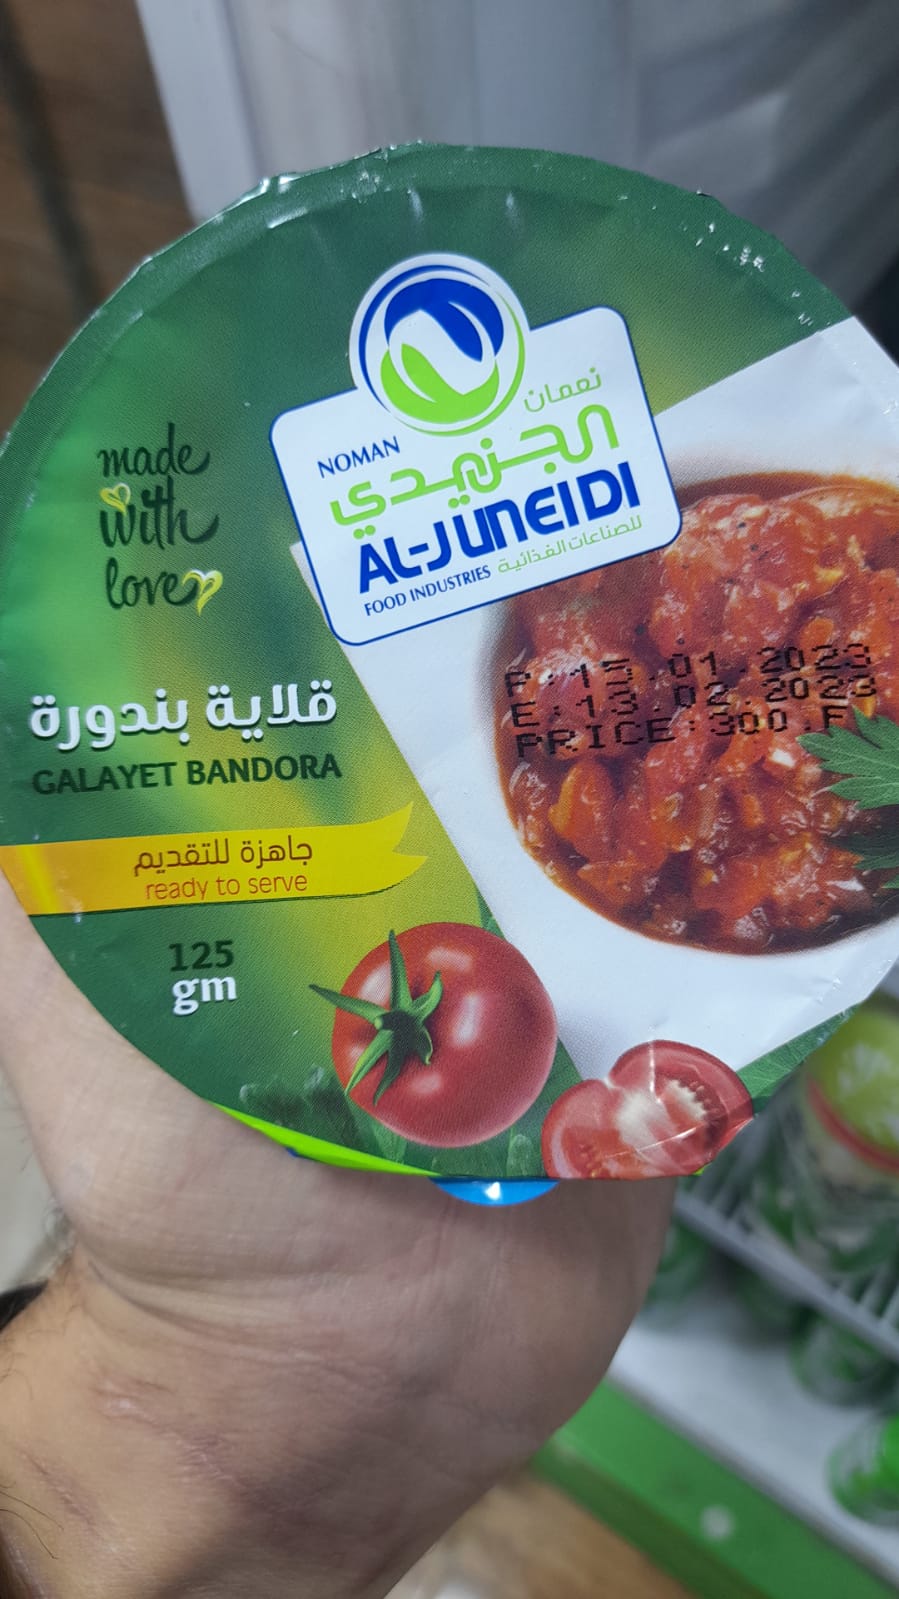 نعمان
NOMAN
الجنيدي
AL-JUNEIDI
FOOD INDUSTRIES للصناعات الغذائية
made
with
love
قلاية بندورة
GALAYET BANDORA
جاهزة للتقديم
ready to serve
125
gm
P:15.01.2023
E:13.02.2023
PRICE:300.F